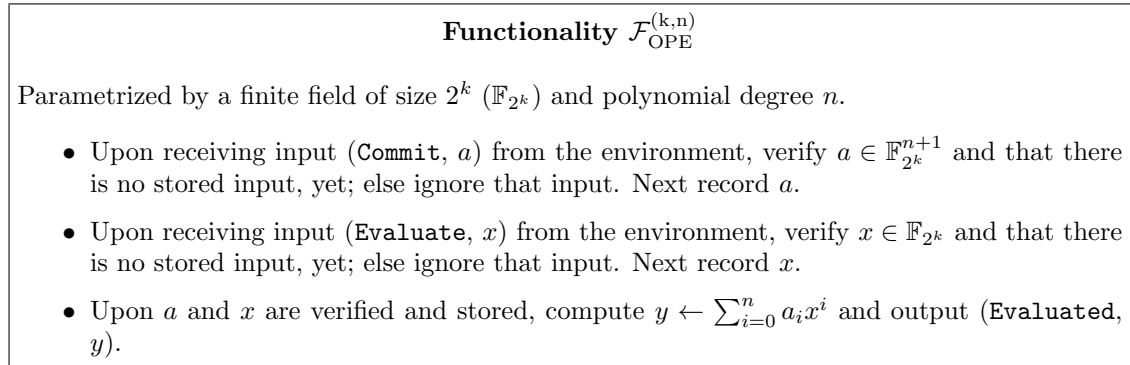 Functionality $\mathcal{F}_{\mathrm{OPE}}^{(\mathrm{k,n})}$
Parametrized by a finite field of size $2^k$ ($\mathbb{F}_{2^k}$) and polynomial degree $n$.
• Upon receiving input (Commit, $a$) from the environment, verify $a \in \mathbb{F}_{2^k}^{n+1}$ and that there
is no stored input, yet; else ignore that input. Next record $a$.
• Upon receiving input (Evaluate, $x$) from the environment, verify $x \in \mathbb{F}_{2^k}$ and that there
is no stored input, yet; else ignore that input. Next record $x$.
• Upon $a$ and $x$ are verified and stored, compute $y \leftarrow \sum_{i=0}^{n} a_i x^i$ and output (Evaluated,
$y$).